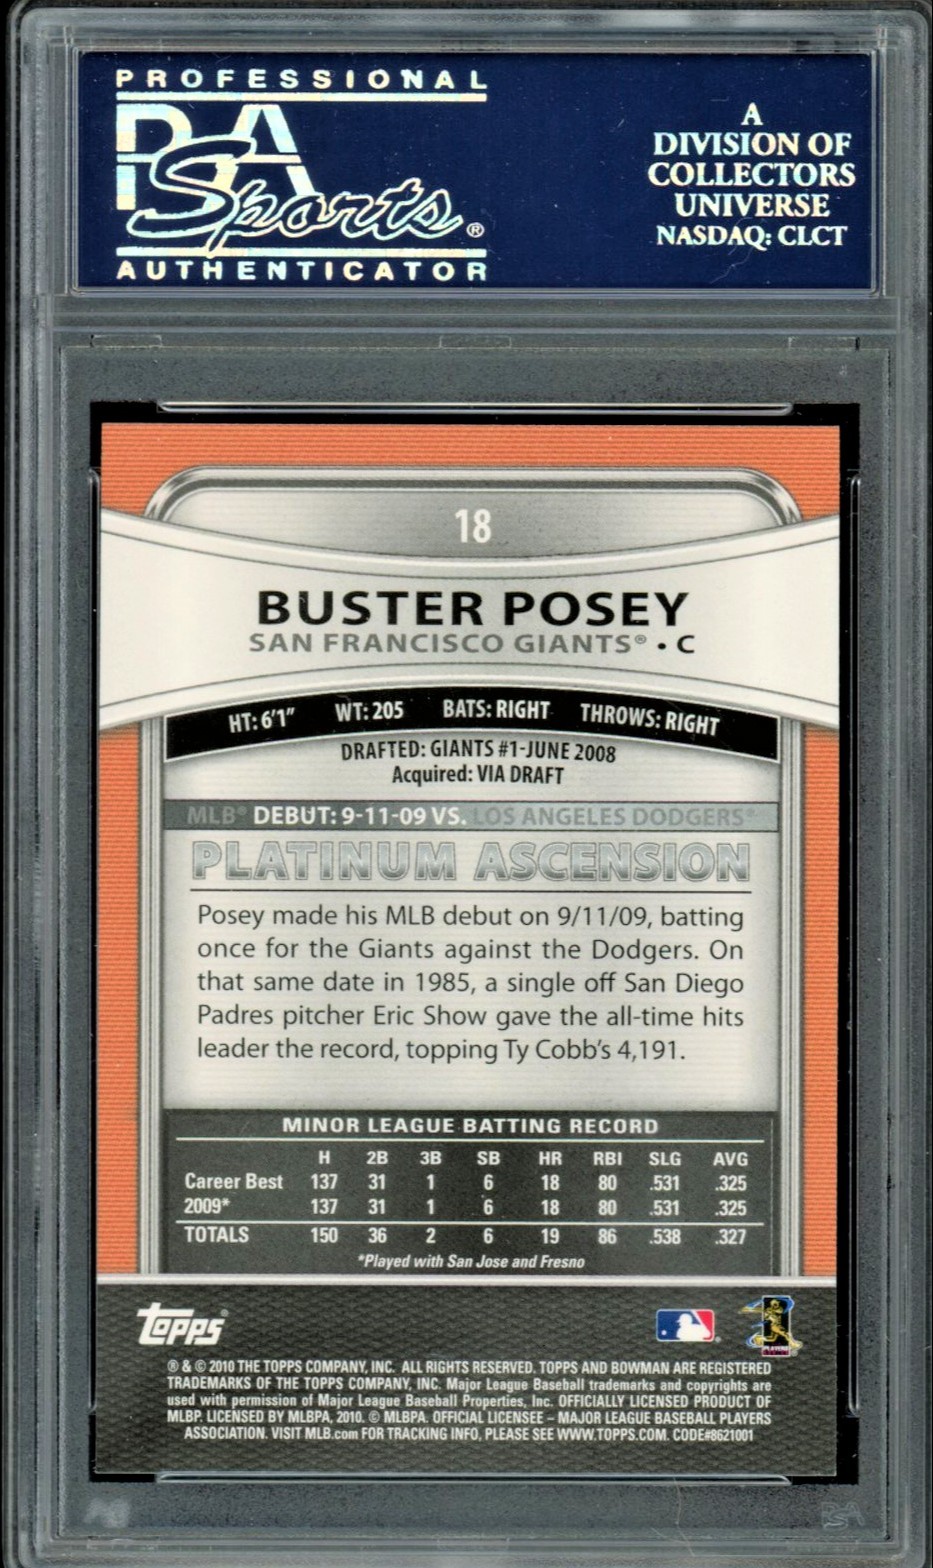 PROFESSIONAL
PSA
Sports®
AUTHENTICATOR
A
DIVISION OF
COLLECTORS
UNIVERSE
NASDAQ: CLCT
18
BUSTER POSEY
SAN FRANCISCO GIANTS® • C
HT: 6'1" WT: 205 BATS: RIGHT THROWS: RIGHT
DRAFTED: GIANTS #1-JUNE 2008
Acquired: VIA DRAFT
MLB® DEBUT: 9-11-09 VS. LOS ANGELES DODGERS®
PLATINUM ASCENSION
Posey made his MLB debut on 9/11/09, batting
once for the Giants against the Dodgers. On
that same date in 1985, a single off San Diego
Padres pitcher Eric Show gave the all-time hits
leader the record, topping Ty Cobb's 4,191.
MINOR LEAGUE BATTING RECORD
H 2B 3B SB HR RBI SLG AVG
Career Best 137 31 1 6 18 80 .531 .325
2009* 137 31 1 6 18 80 .531 .325
TOTALS 150 36 2 6 19 86 .538 .327
*Played with San Jose and Fresno
Topps®
® & © 2010 THE TOPPS COMPANY, INC. ALL RIGHTS RESERVED. TOPPS AND BOWMAN ARE REGISTERED
TRADEMARKS OF THE TOPPS COMPANY, INC. Major League Baseball trademarks and copyrights are
used with permission of Major League Baseball Properties, Inc. OFFICIALLY LICENSED PRODUCT OF
MLBP. LICENSED BY MLBPA. 2010. © MLBPA. OFFICIAL LICENSEE – MAJOR LEAGUE BASEBALL PLAYERS
ASSOCIATION. VISIT MLB.com FOR TRACKING INFO, PLEASE SEE WWW.TOPPS.COM. CODE#8621001
PSA